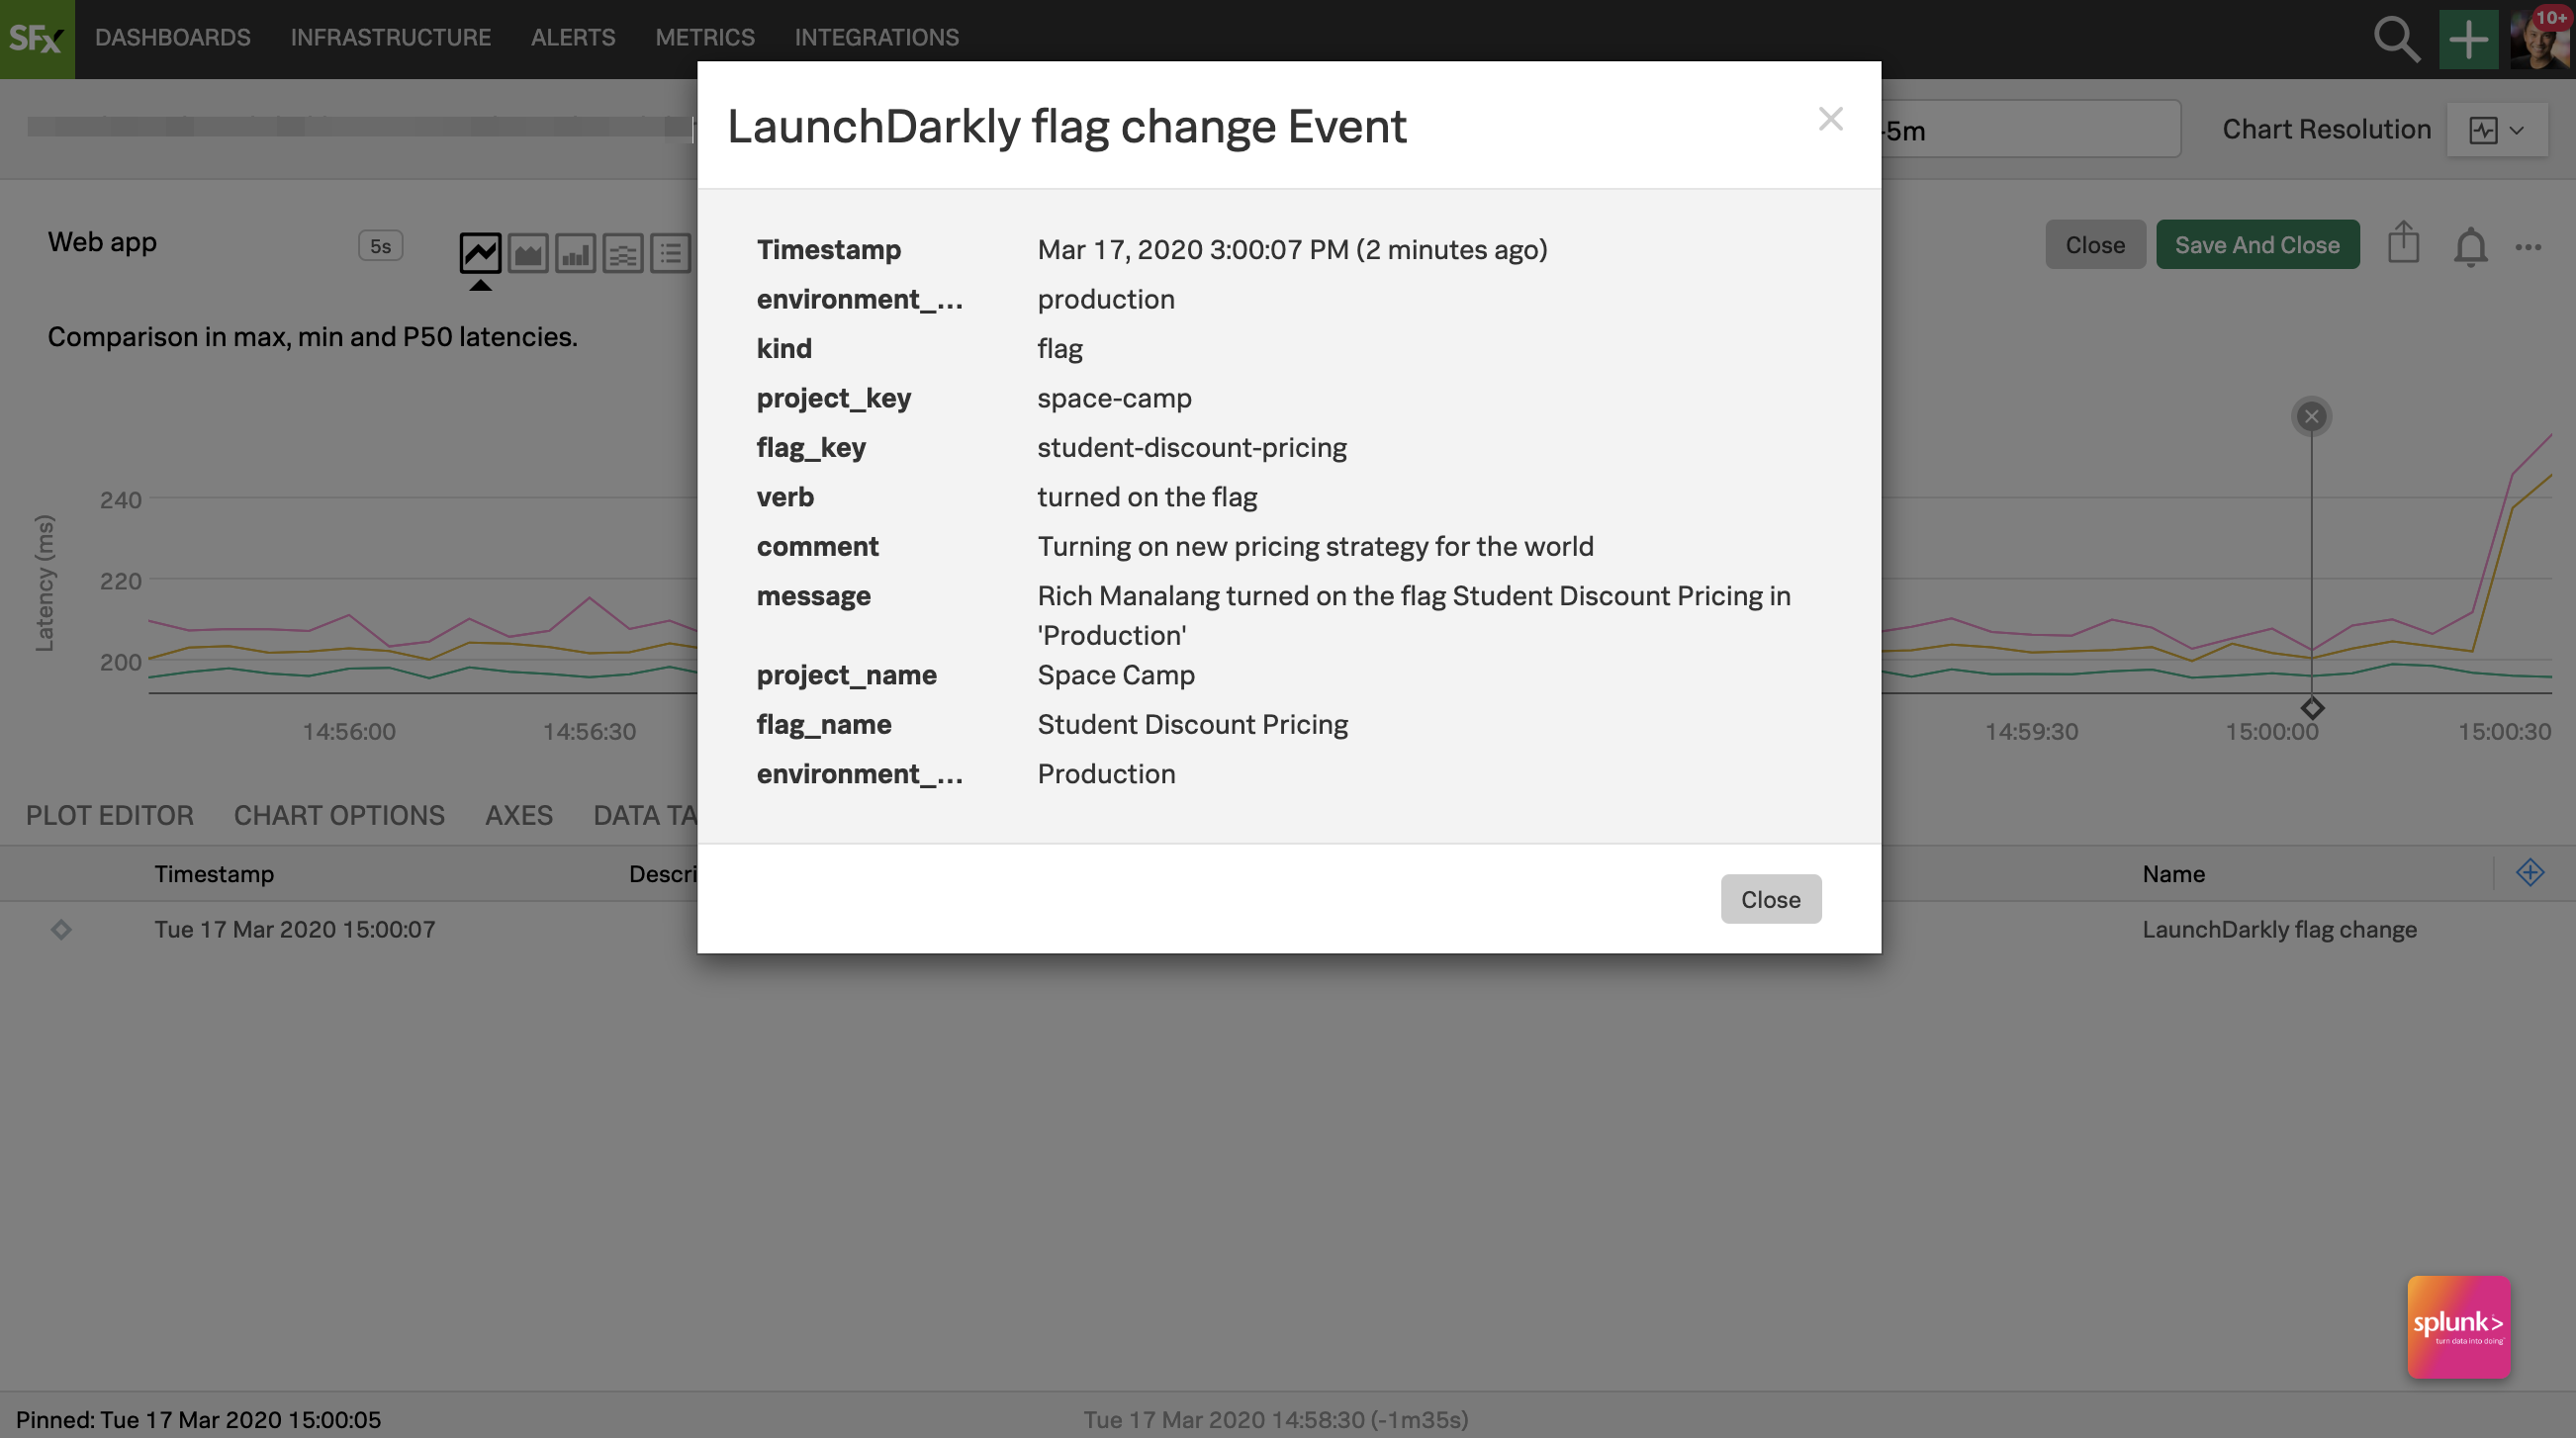 SFx DASHBOARDS INFRASTRUCTURE ALERTS METRICS INTEGRATIONS 10+
LaunchDarkly flag change Event
-5m Chart Resolution
Web app 5s
Close Save And Close
Comparison in max, min and P50 latencies.
Timestamp Mar 17, 2020 3:00:07 PM (2 minutes ago)
environment_... production
kind flag
project_key space-camp
flag_key student-discount-pricing
verb turned on the flag
comment Turning on new pricing strategy for the world
message Rich Manalang turned on the flag Student Discount Pricing in
'Production'
project_name Space Camp
flag_name Student Discount Pricing
environment_... Production
Close
Latency (ms)
240
220
200
14:56:00 14:56:30 14:59:30 15:00:00 15:00:30
PLOT EDITOR CHART OPTIONS AXES DATA TA
Timestamp Descri Name
Tue 17 Mar 2020 15:00:07 LaunchDarkly flag change
splunk>
turn data into doing
Pinned: Tue 17 Mar 2020 15:00:05 Tue 17 Mar 2020 14:58:30 (-1m35s)